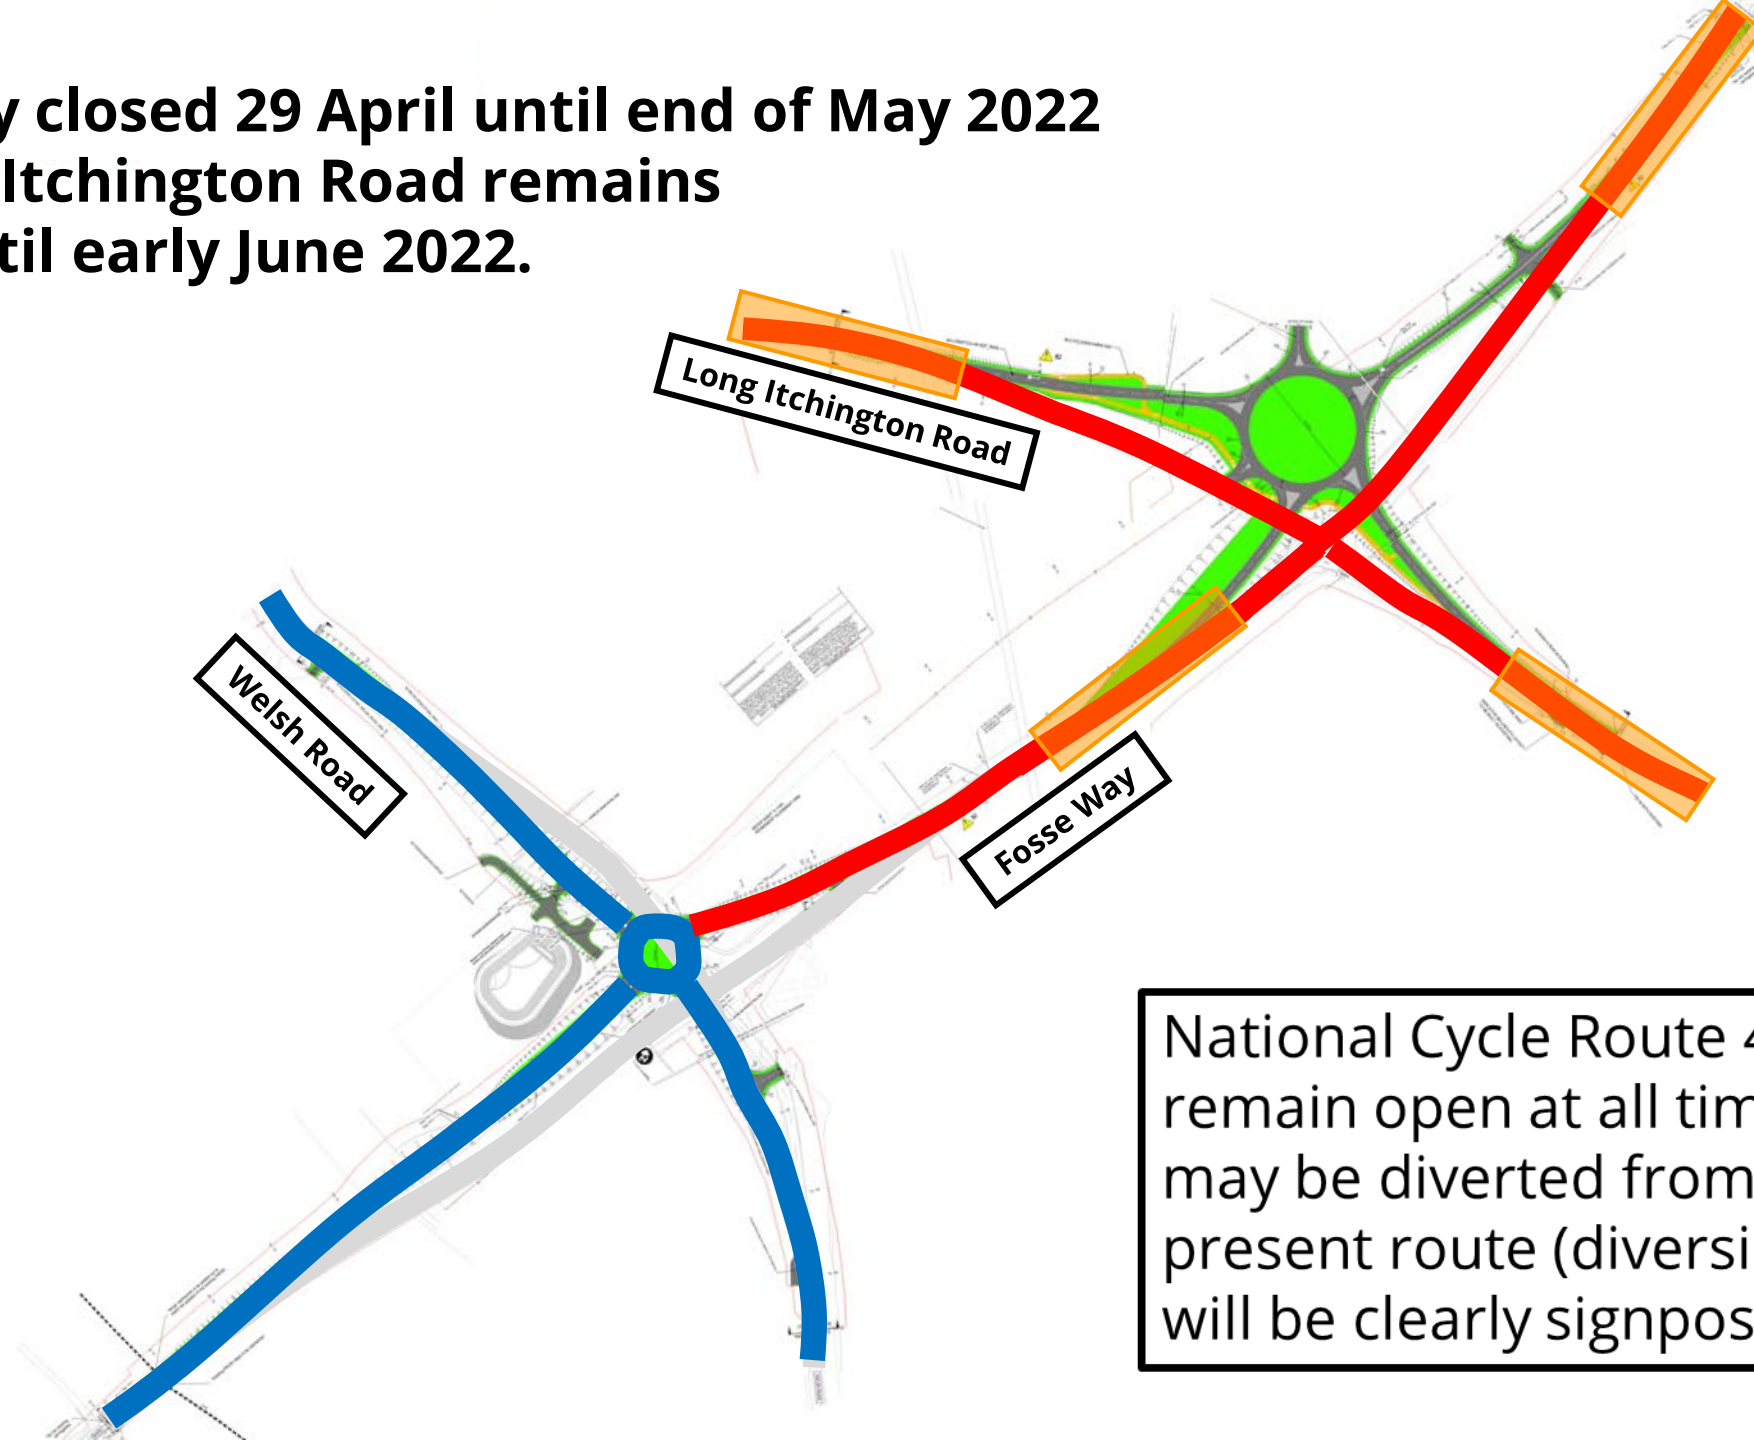 y closed 29 April until end of May 2022
Itchington Road remains
til early June 2022.
Long Itchington Road
Welsh Road
Fosse Way
National Cycle Route 4
remain open at all tim
may be diverted from
present route (diversi
will be clearly signpos